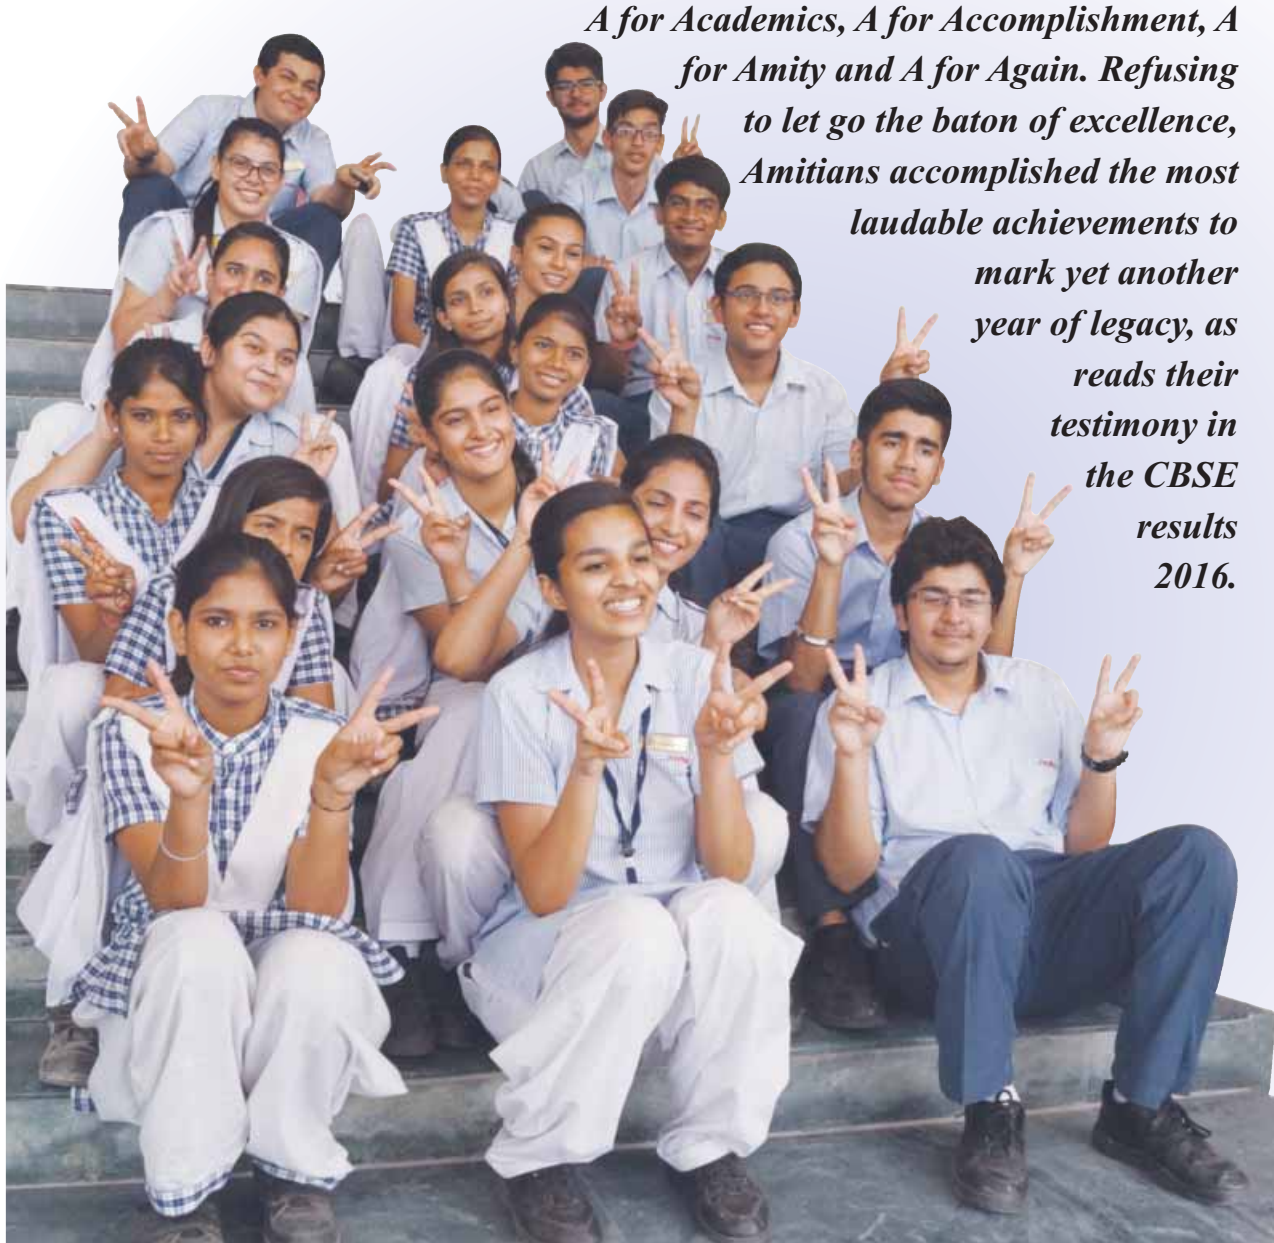 A for Academics, A for Accomplishment, A
for Amity and A for Again. Refusing
to let go the baton of excellence,
Amitians accomplished the most
laudable achievements to
mark yet another
year of legacy, as
reads their
testimony in
the CBSE
results
2016.